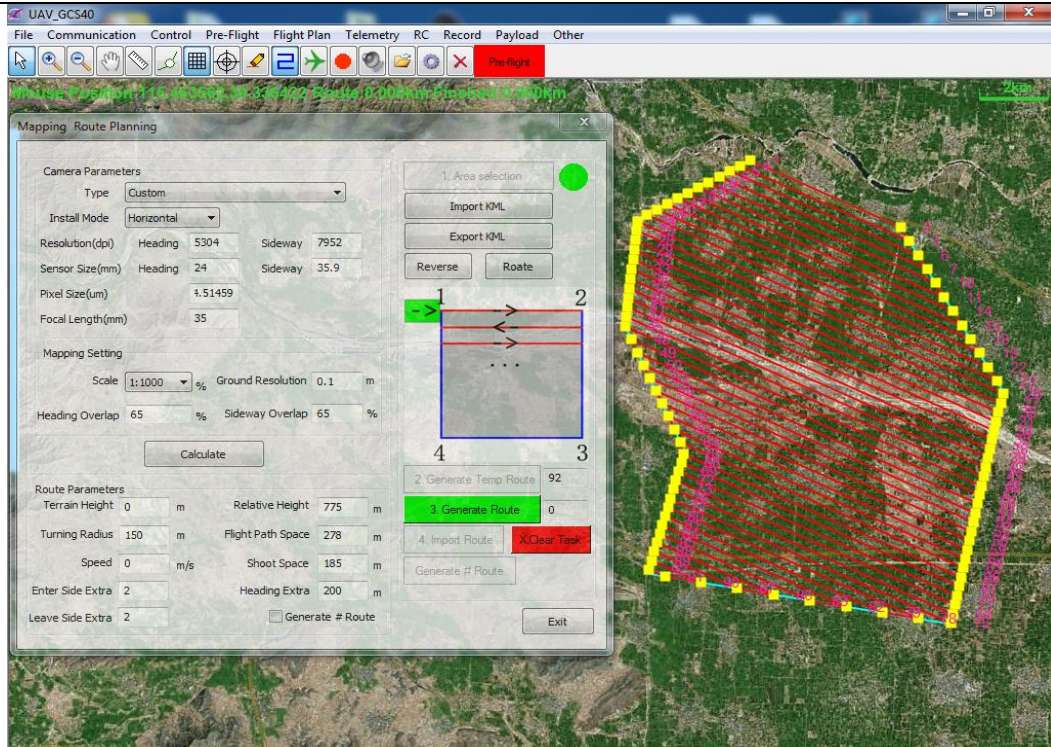 UAV_GCS40
File Communication Control Pre-Flight Flight Plan Telemetry RC Record Payload Other
Pre-flight
Mouse Position Route 0.000km Finished 0.000km
2km
Mapping Route Planning
Camera Parameters
Type Custom
Install Mode Horizontal
Resolution(dpi) Heading 5304 Sideway 7952
Sensor Size(mm) Heading 24 Sideway 35.9
Pixel Size(um) 4.51459
Focal Length(mm) 35
Mapping Setting
Scale 1:1000 % Ground Resolution 0.1 m
Heading Overlap 65 % Sideway Overlap 65 %
Calculate
Route Parameters
Terrain Height 0 m Relative Height 775 m
Turning Radius 150 m Flight Path Space 278 m
Speed 0 m/s Shoot Space 185 m
Enter Side Extra 2 Heading Extra 200 m
Leave Side Extra 2 Generate # Route
1. Area selection
Import KML
Export KML
Reverse Roate
1 2
-> -> <- -> ...
4 3
2. Generate Temp Route 92
3. Generate Route 0
4. Import Route X.Clear Task
Generate # Route
Exit